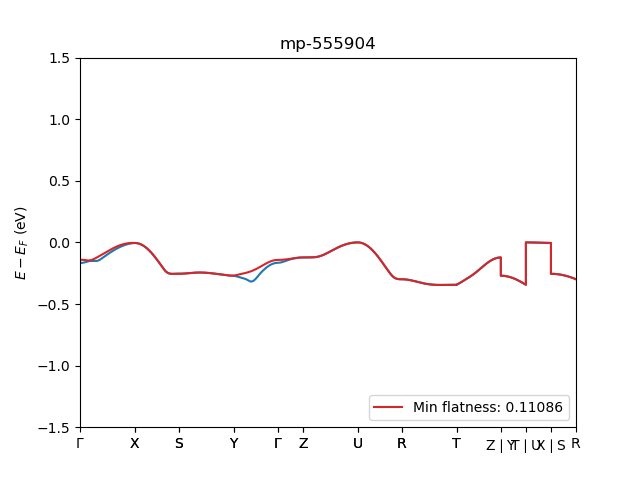 mp-555904
1.5
1.0
0.5
0.0
−0.5
−1.0
−1.5
E − E_F (eV)
Min flatness: 0.11086
Γ X S Y Γ Z U R T Z | Y T | U X | S R